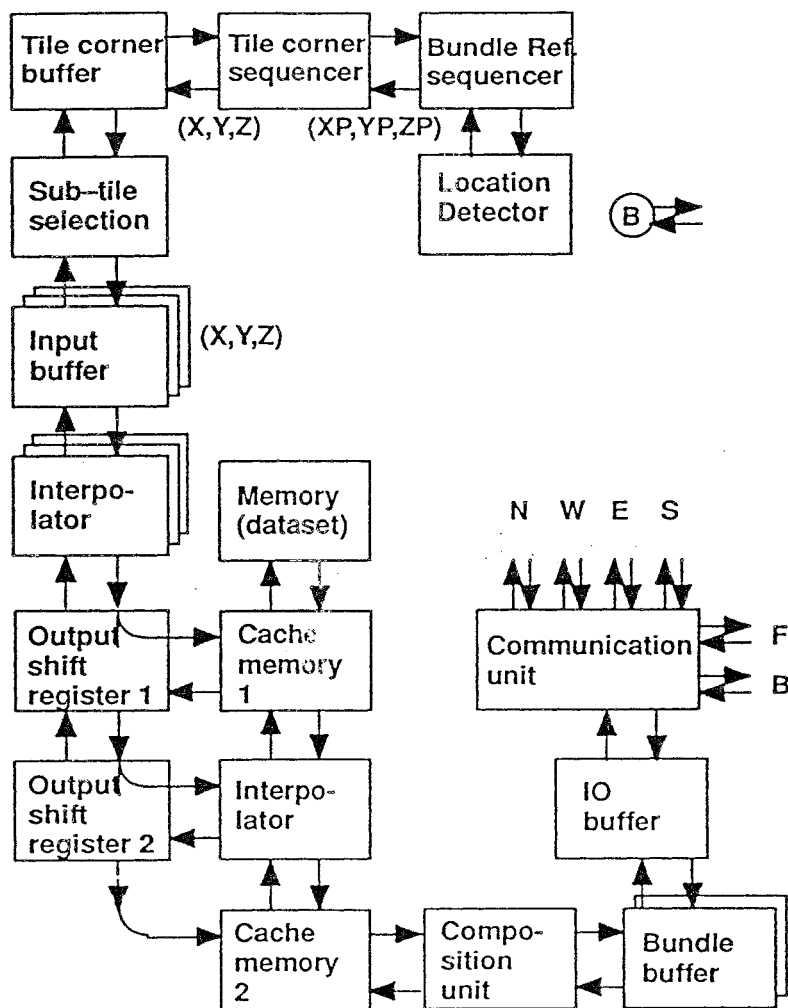 Tile corner
buffer
Tile corner
sequencer
Bundle Ref.
sequencer
(X,Y,Z)
(XP,YP,ZP)
Sub-tile
selection
Location
Detector
B
Input
buffer
(X,Y,Z)
Interpo-
lator
Memory
(dataset)
N W E S
Output
shift
register 1
Cache
memory
1
Communication
unit
F
B
Output
shift
register 2
Interpo-
lator
IO
buffer
Cache
memory
2
Compo-
sition
unit
Bundle
buffer